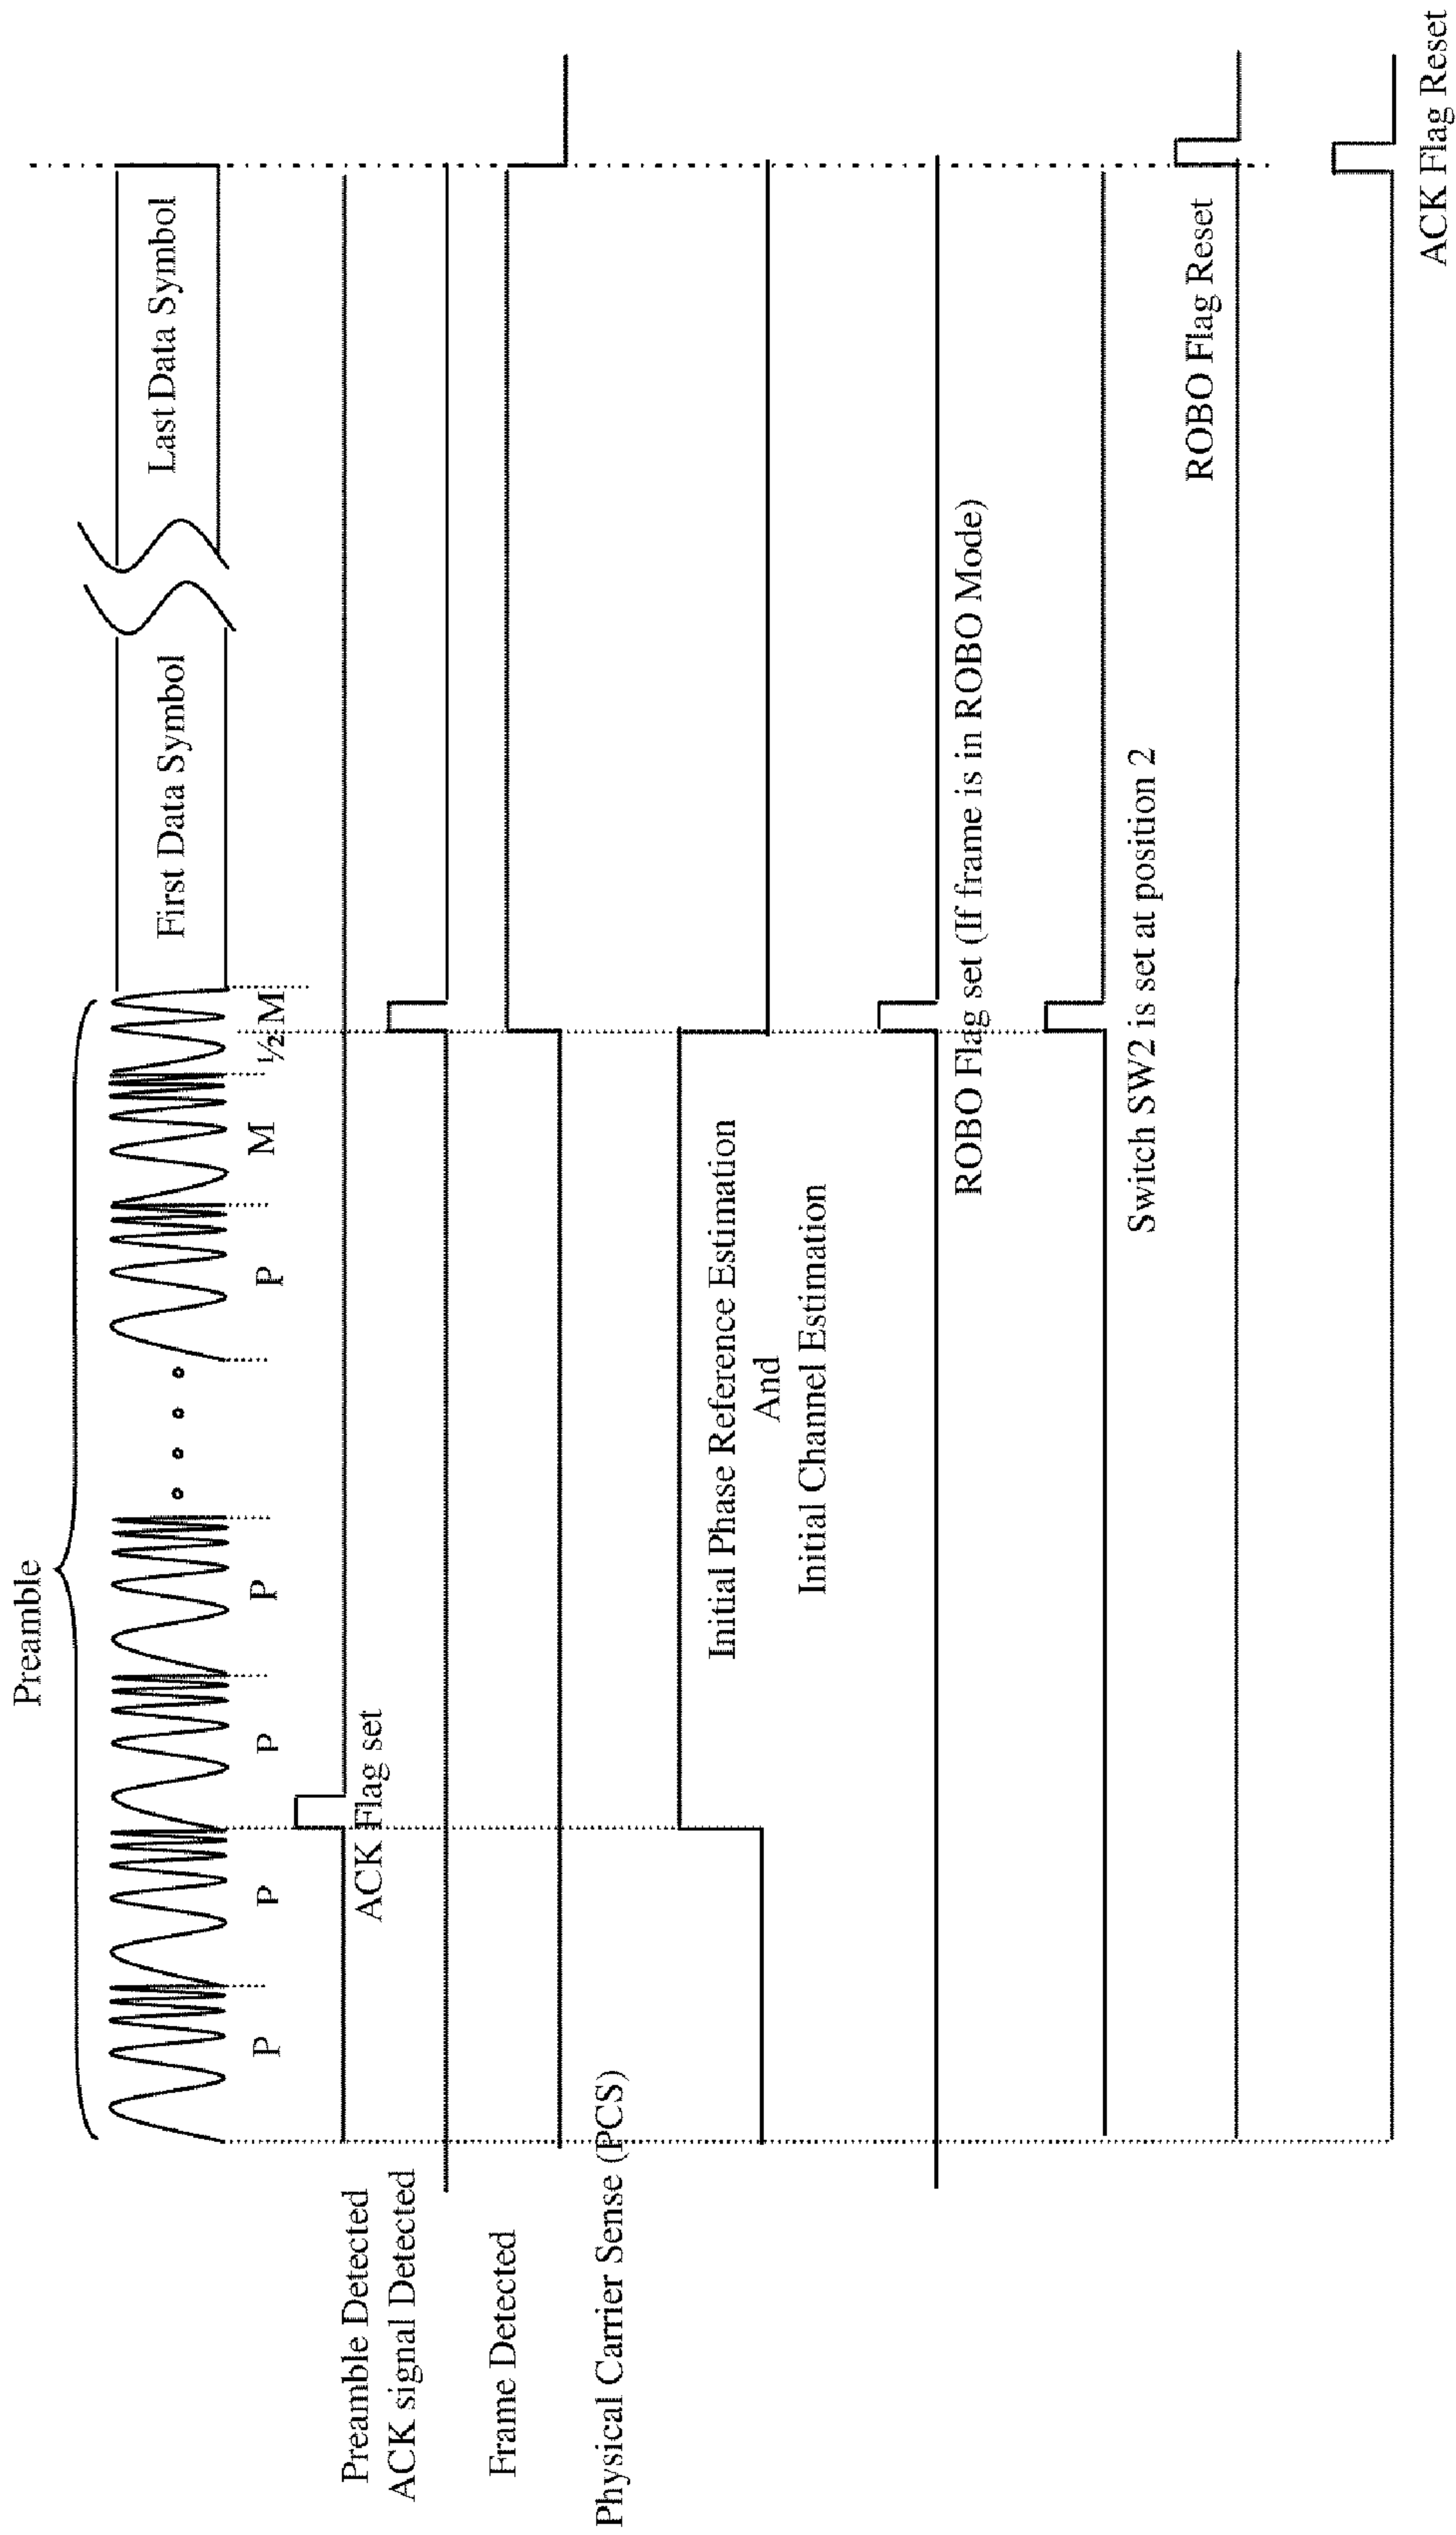 Preamble
First Data Symbol
Last Data Symbol
P
P
P
P
P
M
½ M
Preamble Detected
ACK signal Detected
ACK Flag set
Frame Detected
Physical Carrier Sense (PCS)
Initial Phase Reference Estimation
And
Initial Channel Estimation
ROBO Flag set (If frame is in ROBO Mode)
Switch SW2 is set at position 2
ROBO Flag Reset
ACK Flag Reset